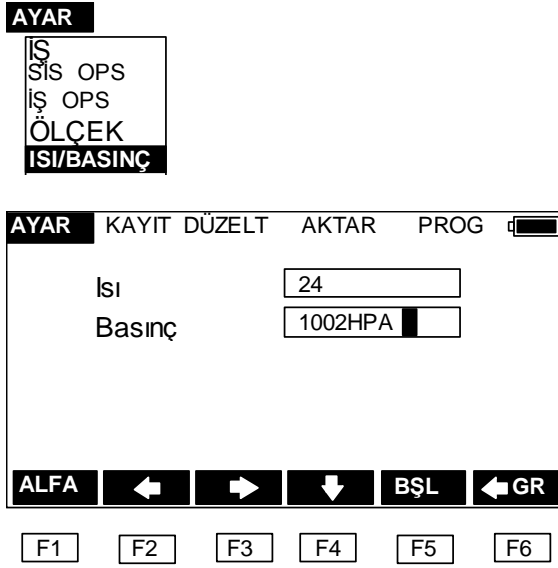 AYAR
İŞ
SİS OPS
İŞ OPS
ÖLÇEK
ISI/BASINÇ
AYAR KAYIT DÜZELT AKTAR PROG
Isı 24
Basınç 1002HPA
ALFA BŞL GR
F1 F2 F3 F4 F5 F6